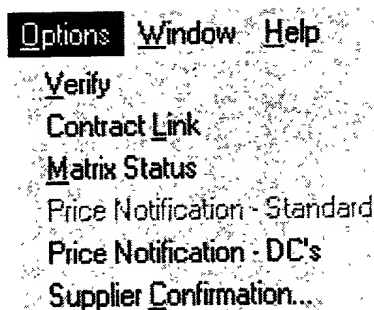 Options Window Help
Verify
Contract Link
Matrix Status
Price Notification - Standard
Price Notification - DC's
Supplier Confirmation...